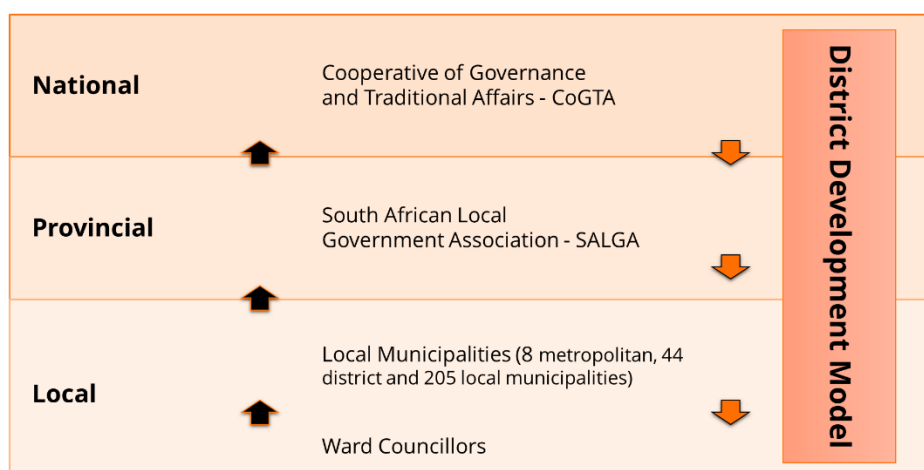 National
Cooperative of Governance
and Traditional Affairs - CoGTA
Provincial
South African Local
Government Association - SALGA
Local
Local Municipalities (8 metropolitan, 44
district and 205 local municipalities)
Ward Councillors
District Development Model